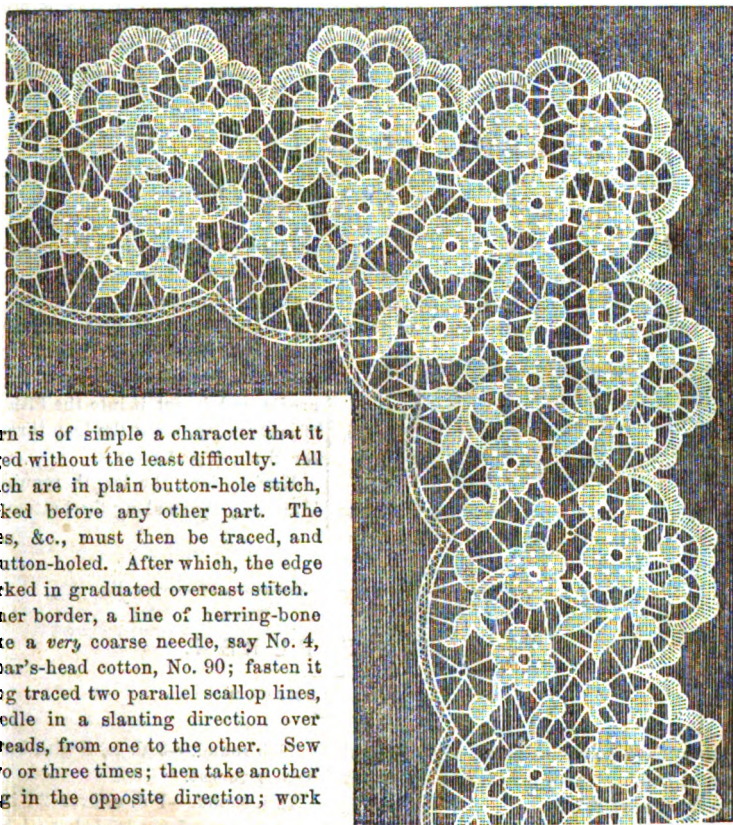 rn is of simple a character that it
ed without the least difficulty. All
ch are in plain button-hole stitch,
ked before any other part. The
es, &c., must then be traced, and
utton-holed. After which, the edge
rked in graduated overcast stitch.
ner border, a line of herring-bone
e a very coarse needle, say No. 4,
ar's-head cotton, No. 90; fasten it
g traced two parallel scallop lines,
edle in a slanting direction over
reads, from one to the other. Sew
o or three times; then take another
g in the opposite direction; work